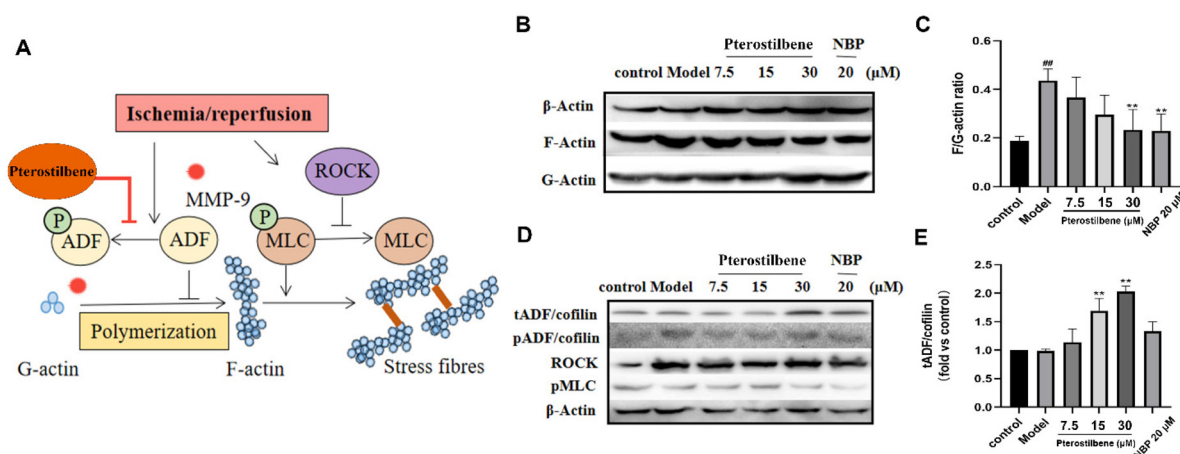 A
Ischemia/reperfusion
Pterostilbene
ROCK
MMP-9
P
ADF
ADF
P
MLC
MLC
Polymerization
G-actin
F-actin
Stress fibres
B
Pterostilbene NBP
control Model 7.5 15 30 20 (μM)
β-Actin
F-Actin
G-Actin
C
F/G-actin ratio
0.6
0.4
0.2
0.0
##
**
**
control
Model
7.5 15 30
Pterostilbene (μM)
NBP 20 μM
D
Pterostilbene NBP
control Model 7.5 15 30 20 (μM)
tADF/cofilin
pADF/cofilin
ROCK
pMLC
β-Actin
E
tADF/cofilin
(fold vs control)
2.5
2.0
1.5
1.0
0.5
0.0
**
**
control
Model
7.5 15 30
Pterostilbene (μM)
NBP 20 μM